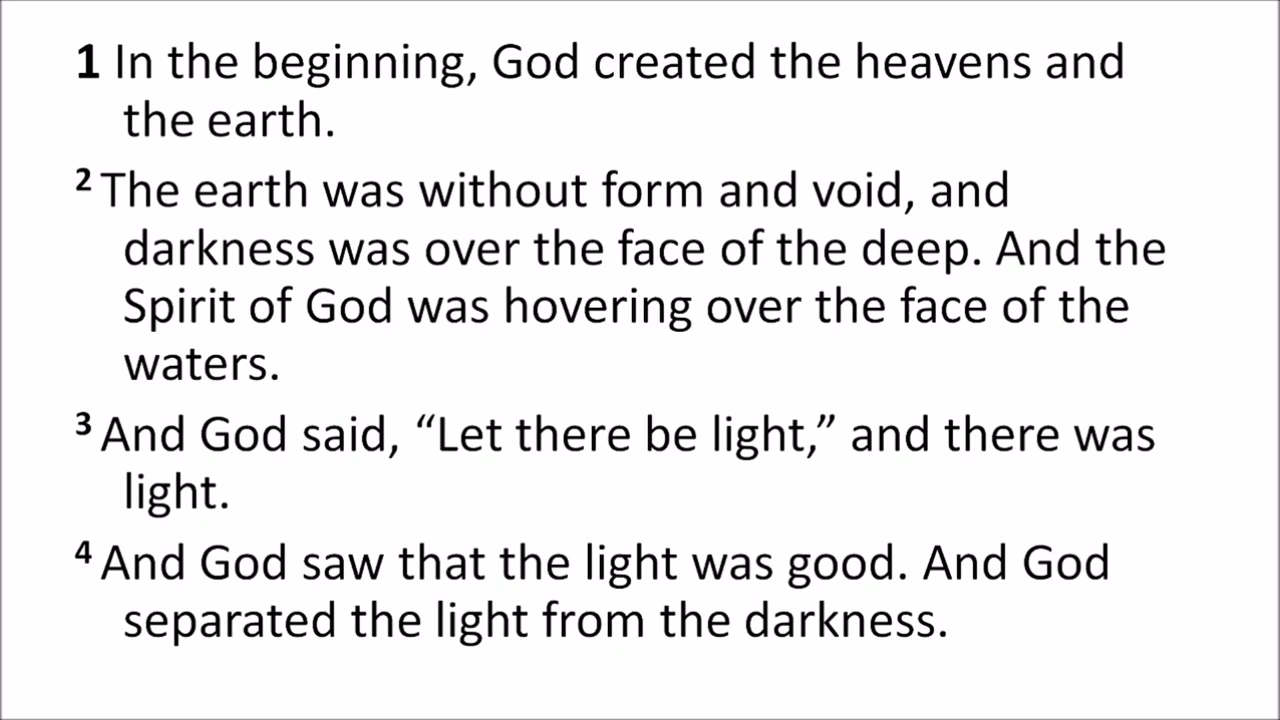 1 In the beginning, God created the heavens and
the earth.
2 The earth was without form and void, and
darkness was over the face of the deep. And the
Spirit of God was hovering over the face of the
waters.
3 And God said, “Let there be light,” and there was
light.
4 And God saw that the light was good. And God
separated the light from the darkness.